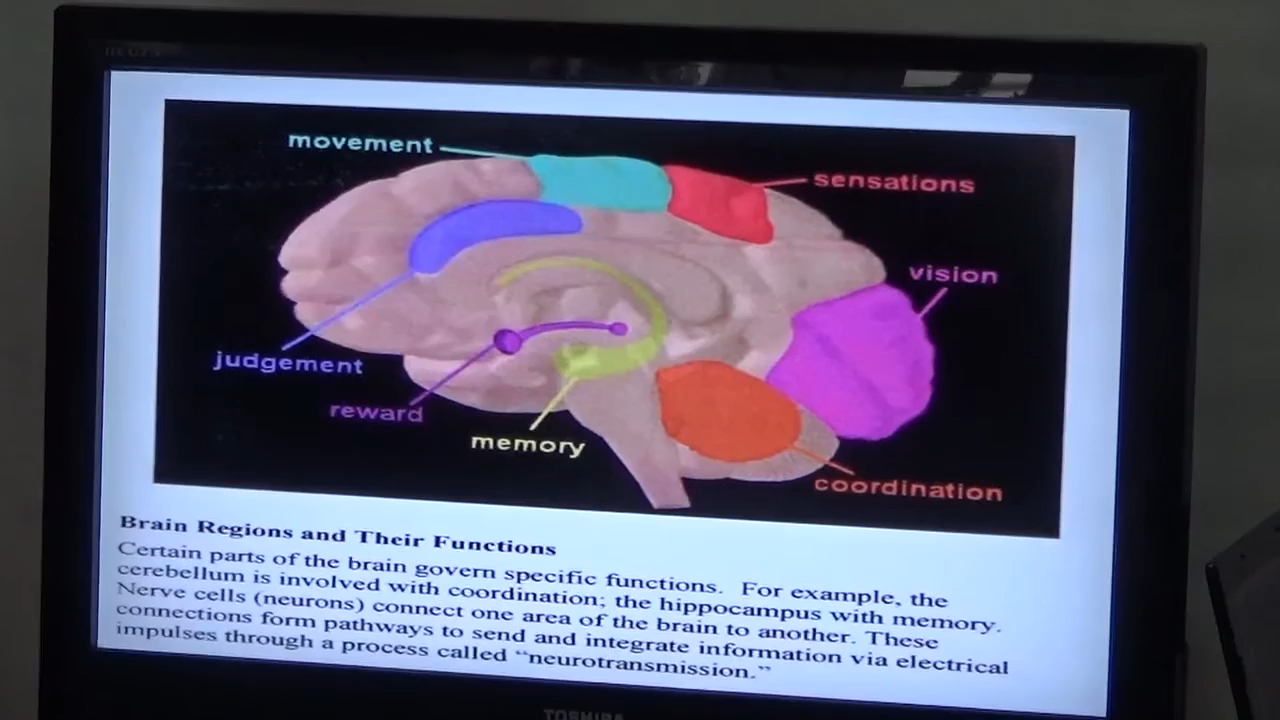 movement
sensations
vision
judgement
reward
memory
coordination
Brain Regions and Their Functions
Certain parts of the brain govern specific functions. For example, the
cerebellum is involved with coordination; the hippocampus with memory.
Nerve cells (neurons) connect one area of the brain to another. These
connections form pathways to send and integrate information via electrical
impulses through a process called “neurotransmission.”
TOSHIBA